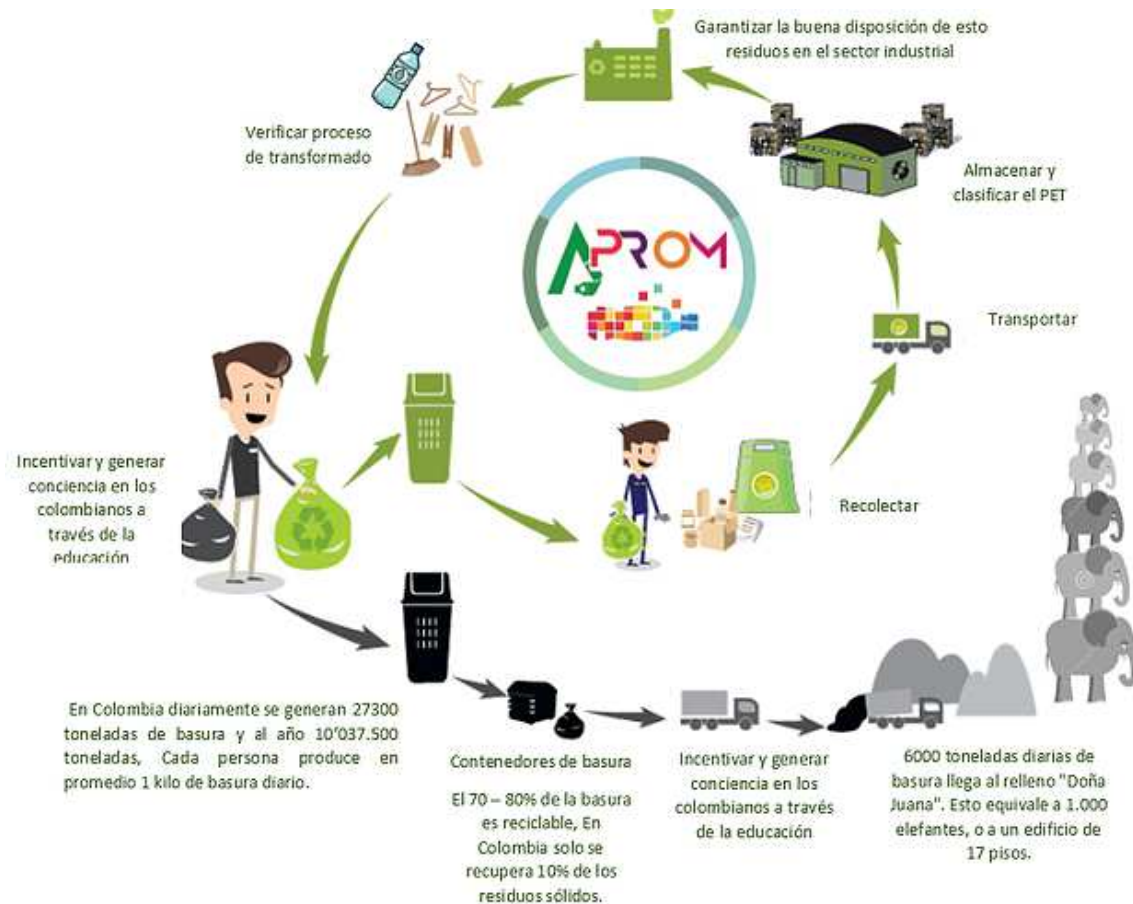 Garantizar la buena disposición de esto
residuos en el sector industrial
Verificar proceso
de transformado
Almacenar y
clasificar el PET
APROM
Transportar
Incentivar y generar
conciencia en los
colombianos a
través de la
educación
Recolectar
En Colombia diariamente se generan 27300
toneladas de basura y al año 10'037.500
toneladas, Cada persona produce en
promedio 1 kilo de basura diario.
Contenedores de basura
El 70 – 80% de la basura
es reciclable, En
Colombia solo se
recupera 10% de los
residuos sólidos.
Incentivar y generar
conciencia en los
colombianos a través
de la educación
6000 toneladas diarias de
basura llega al relleno "Doña
Juana". Esto equivale a 1.000
elefantes, o a un edificio de
17 pisos.